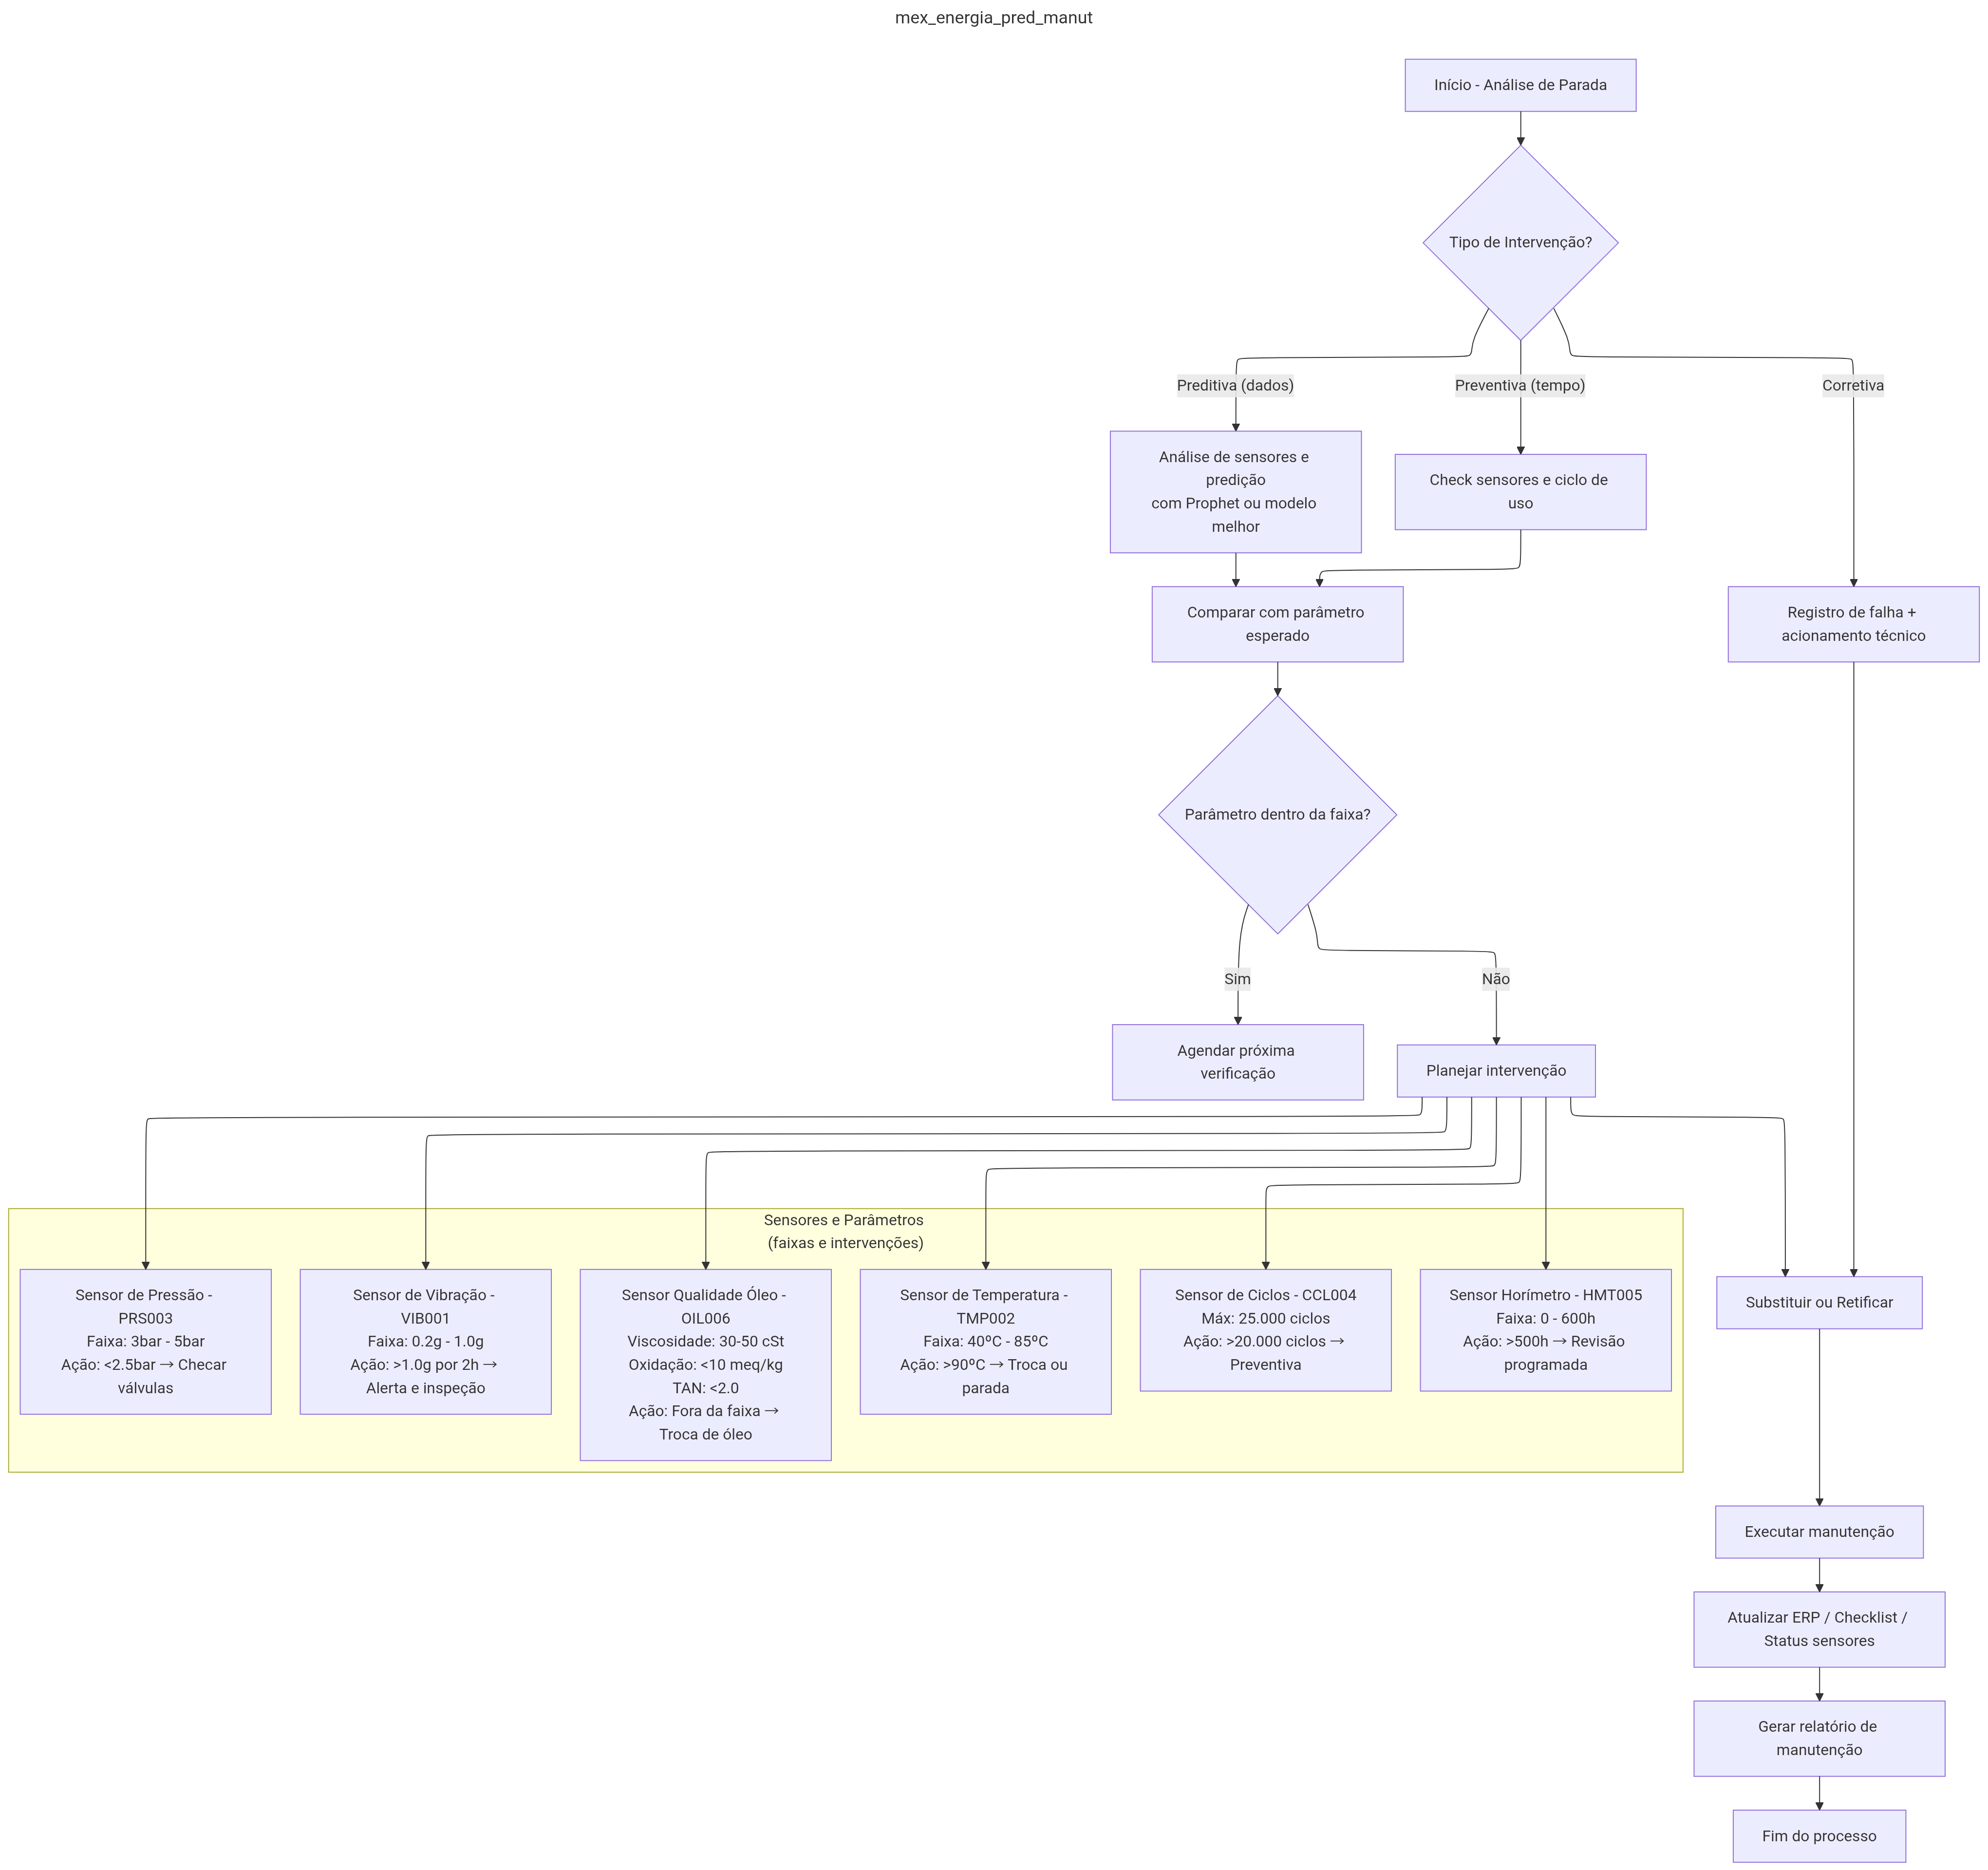 mex_energia_pred_manut
Início - Análise de Parada
Tipo de Intervenção?
Preditiva (dados)
Preventiva (tempo)
Corretiva
Análise de sensores e
predição
com Prophet ou modelo
melhor
Check sensores e ciclo de
uso
Comparar com parâmetro
esperado
Registro de falha +
acionamento técnico
Parâmetro dentro da faixa?
Sim
Não
Agendar próxima
verificação
Planejar intervenção
Sensores e Parâmetros
(faixas e intervenções)
Sensor de Pressão -
PRS003
Faixa: 3bar - 5bar
Ação: <2.5bar → Checar
válvulas
Sensor de Vibração -
VIB001
Faixa: 0.2g - 1.0g
Ação: >1.0g por 2h →
Alerta e inspeção
Sensor Qualidade Óleo -
OIL006
Viscosidade: 30-50 cSt
Oxidação: <10 meq/kg
TAN: <2.0
Ação: Fora da faixa →
Troca de óleo
Sensor de Temperatura -
TMP002
Faixa: 40ºC - 85ºC
Ação: >90ºC → Troca ou
parada
Sensor de Ciclos - CCL004
Máx: 25.000 ciclos
Ação: >20.000 ciclos →
Preventiva
Sensor Horímetro - HMT005
Faixa: 0 - 600h
Ação: >500h → Revisão
programada
Substituir ou Retificar
Executar manutenção
Atualizar ERP / Checklist /
Status sensores
Gerar relatório de
manutenção
Fim do processo